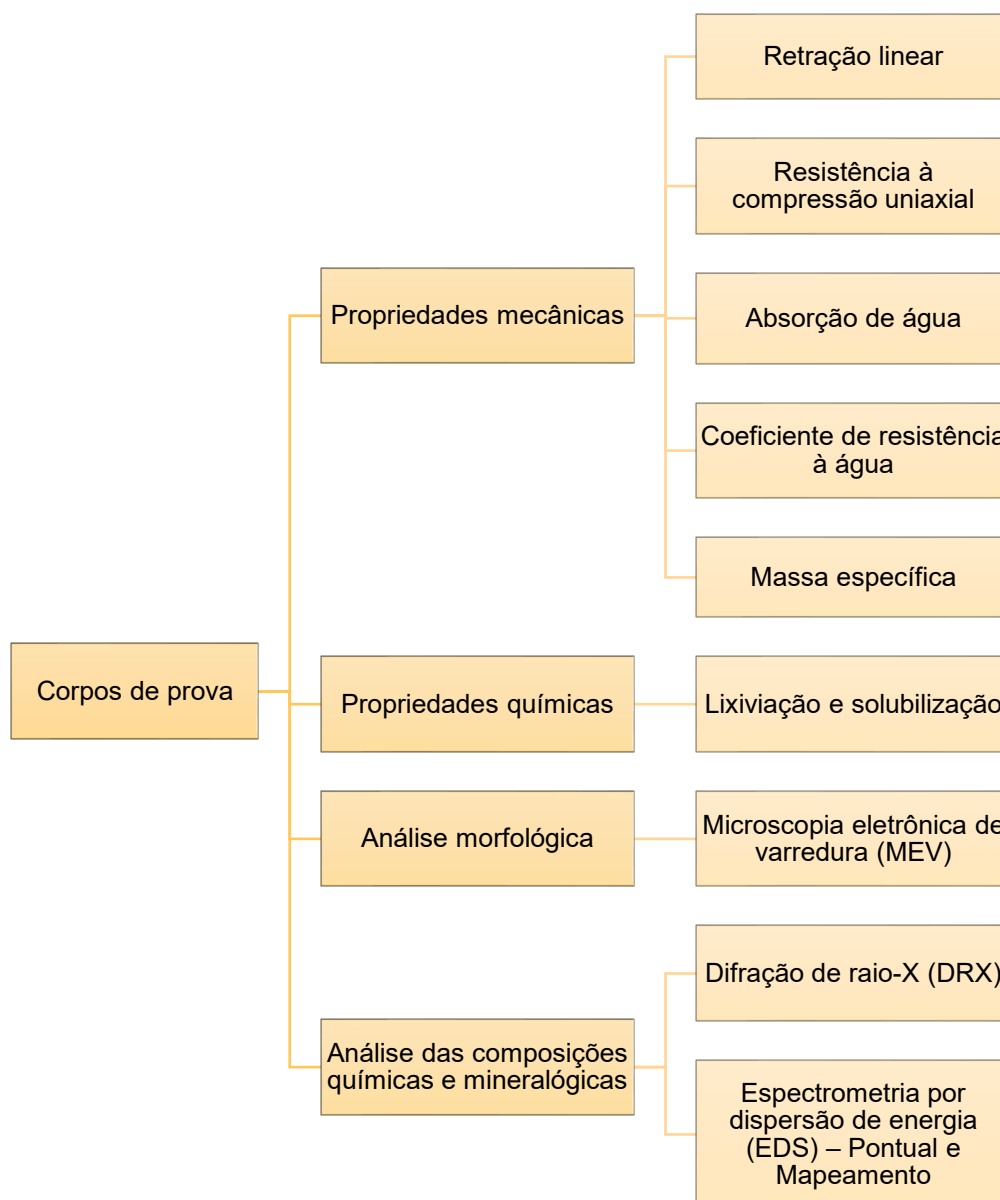 Corpos de prova
Propriedades mecânicas
Retração linear
Resistência à
compressão uniaxial
Absorção de água
Coeficiente de resistência
à água
Massa específica
Propriedades químicas
Lixiviação e solubilização
Análise morfológica
Microscopia eletrônica de
varredura (MEV)
Análise das composições
químicas e mineralógicas
Difração de raio-X (DRX)
Espectrometria por
dispersão de energia
(EDS) – Pontual e
Mapeamento